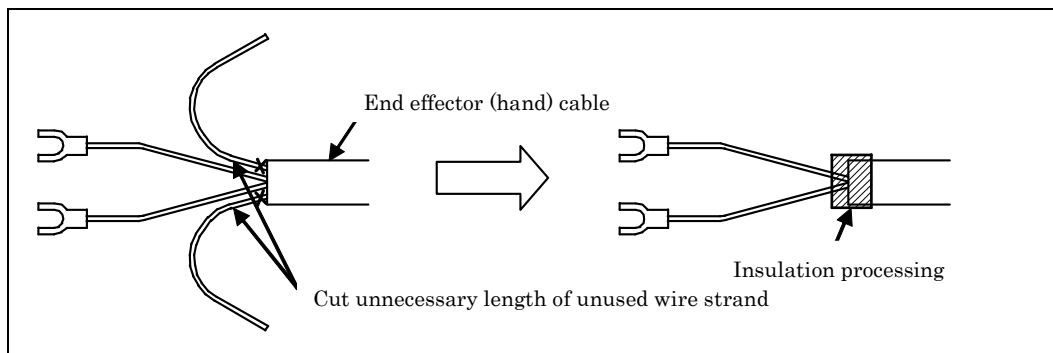 End effector (hand) cable
Insulation processing
Cut unnecessary length of unused wire strand